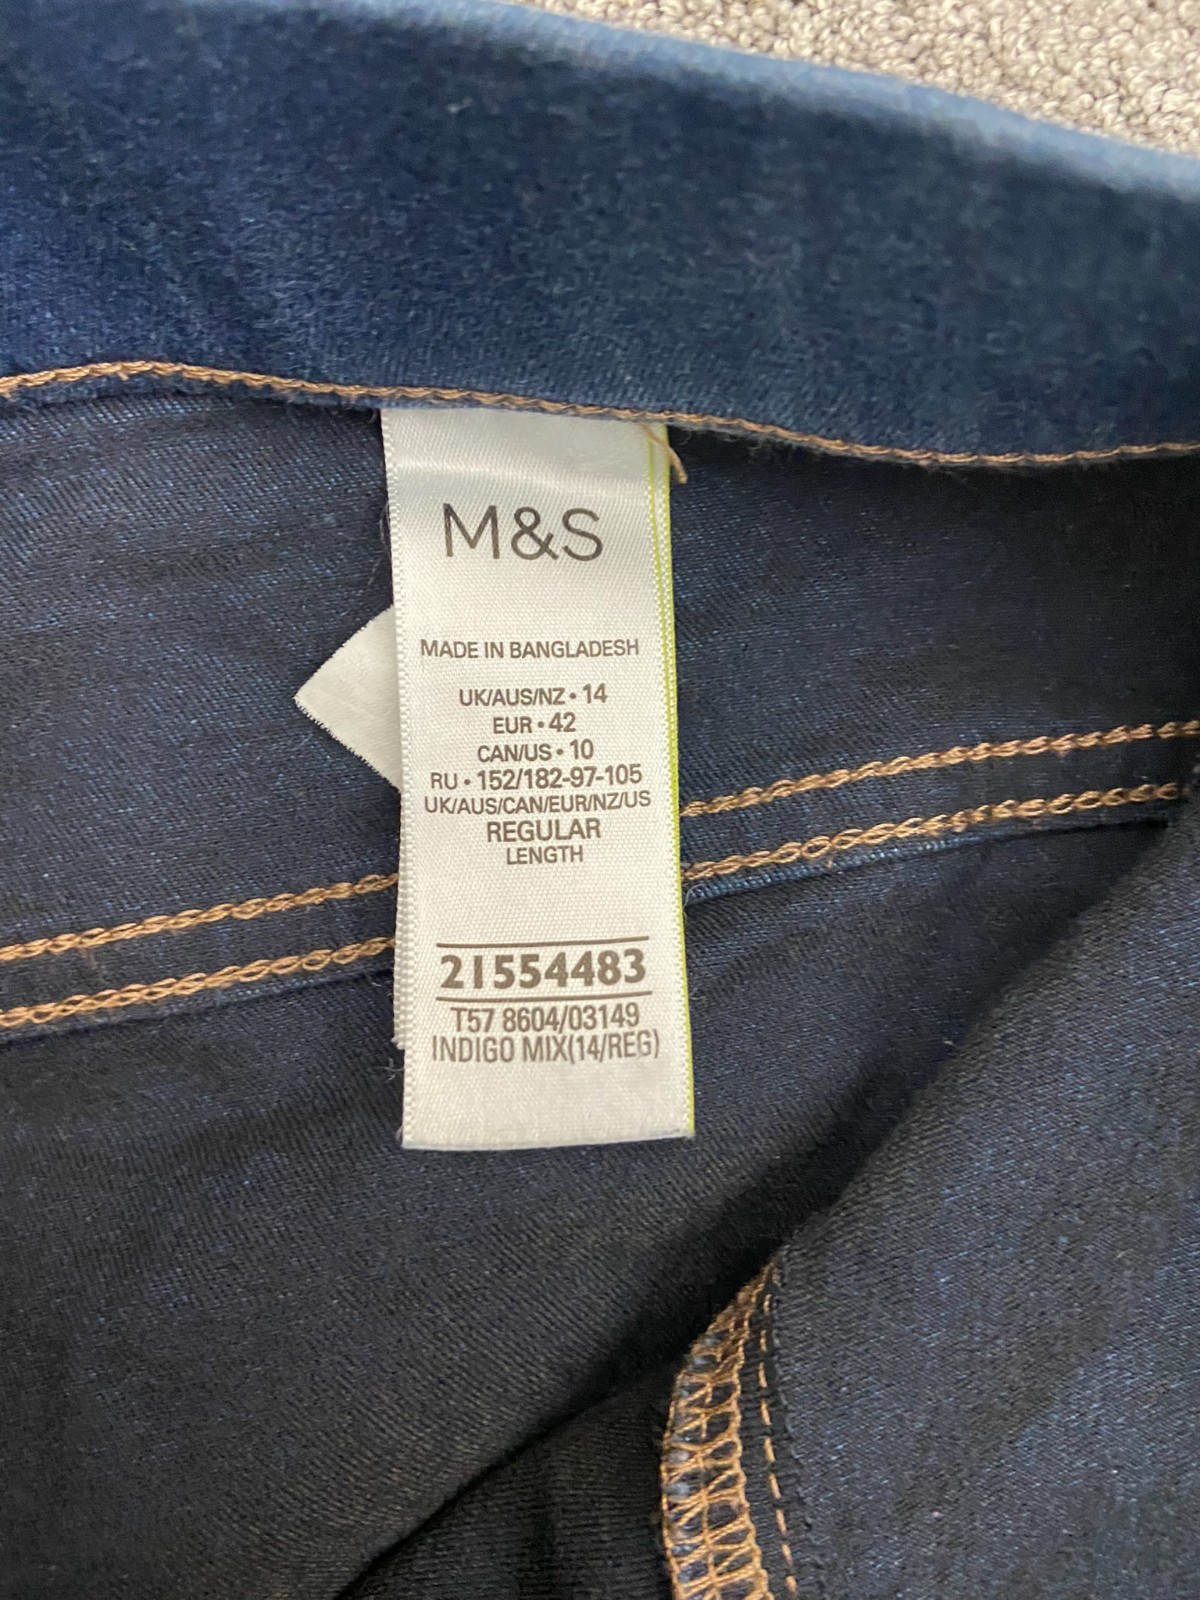 M&S
MADE IN BANGLADESH
UK/AUS/NZ • 14
EUR • 42
CAN/US • 10
RU • 152/182-97-105
UK/AUS/CAN/EUR/NZ/US
REGULAR
LENGTH
21554483
T57 8604/03149
INDIGO MIX(14/REG)